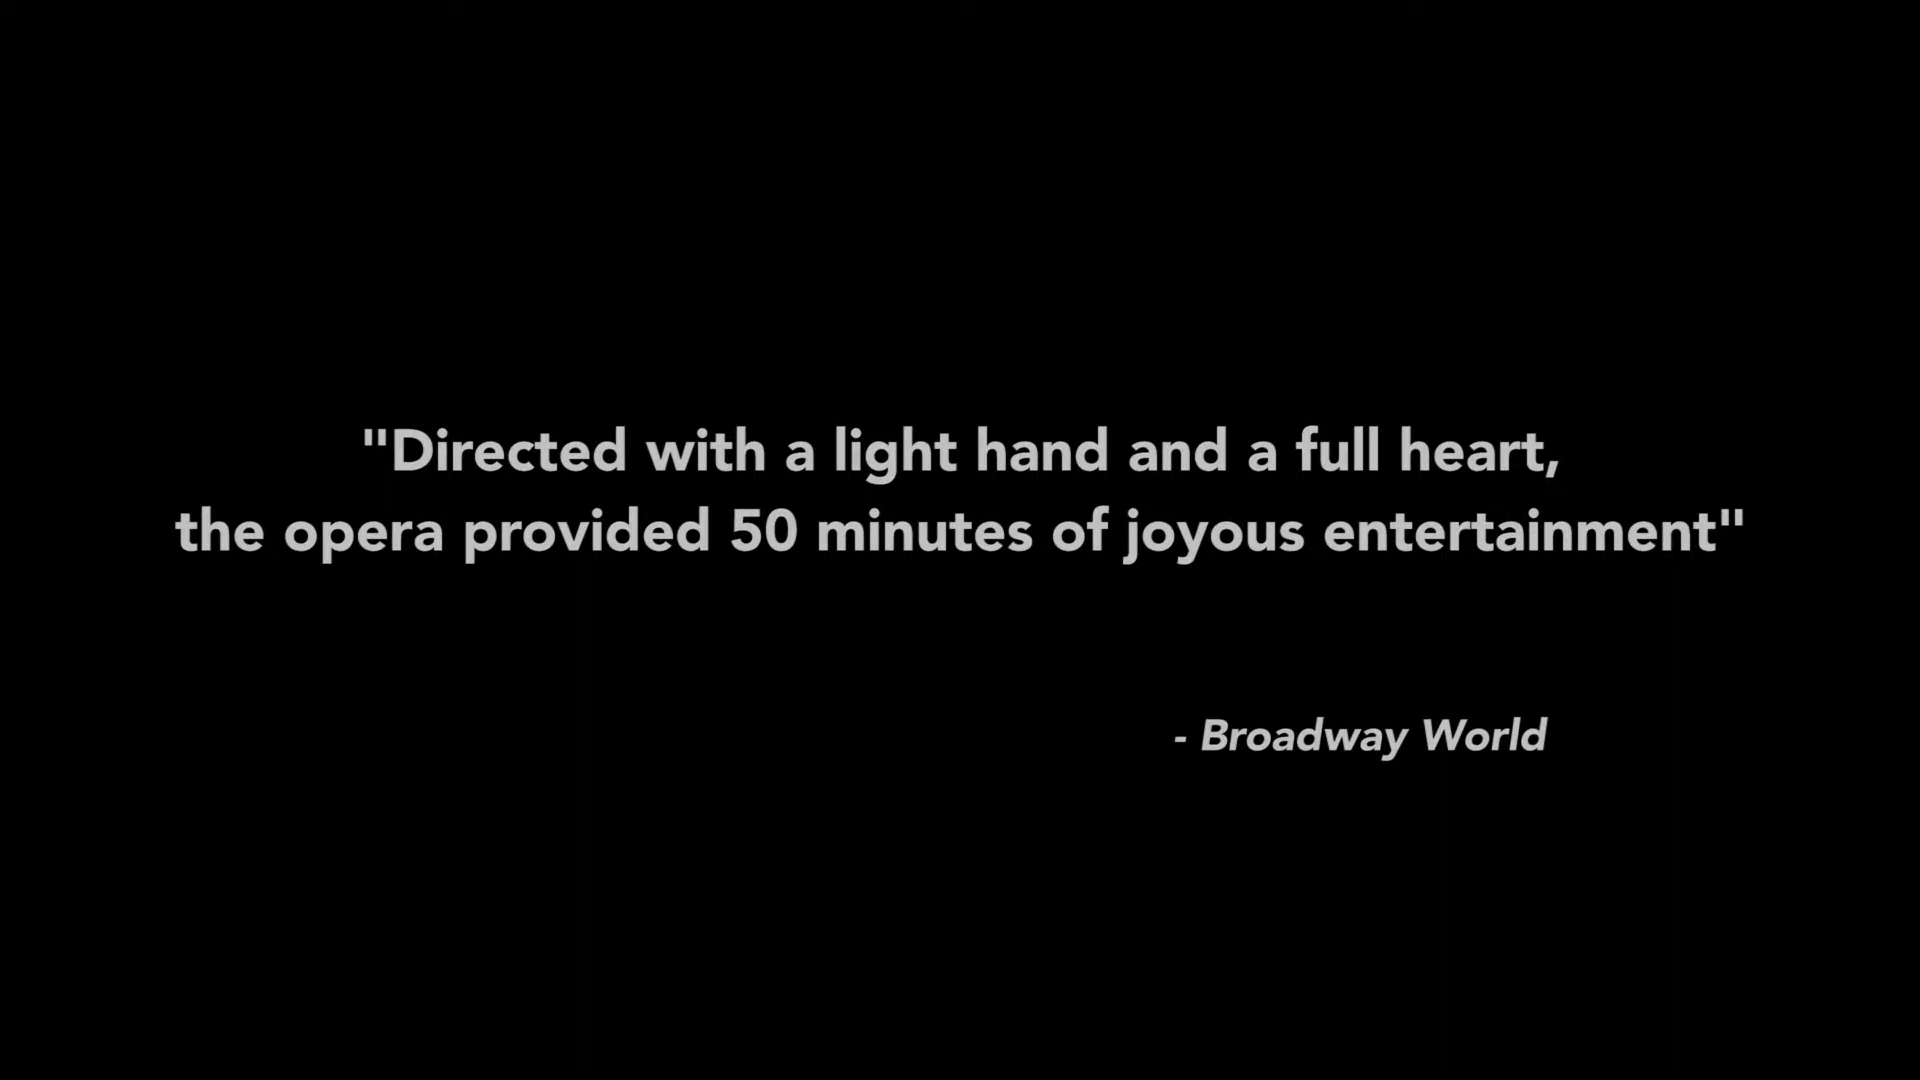 "Directed with a light hand and a full heart,
the opera provided 50 minutes of joyous entertainment"
- Broadway World